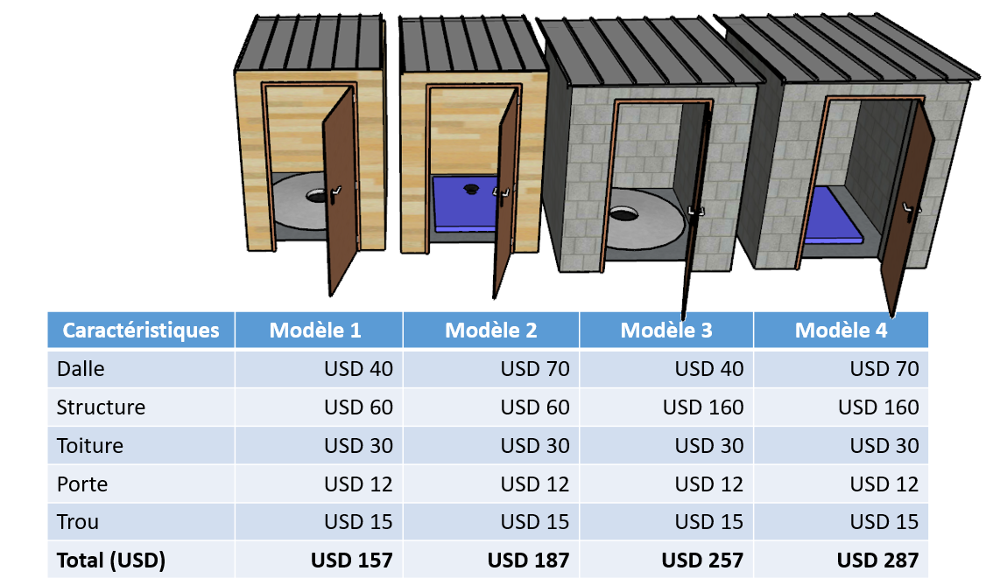 Caractéristiques Modèle 1 Modèle 2 Modèle 3 Modèle 4
Dalle USD 40 USD 70 USD 40 USD 70
Structure USD 60 USD 60 USD 160 USD 160
Toiture USD 30 USD 30 USD 30 USD 30
Porte USD 12 USD 12 USD 12 USD 12
Trou USD 15 USD 15 USD 15 USD 15
Total (USD) USD 157 USD 187 USD 257 USD 287